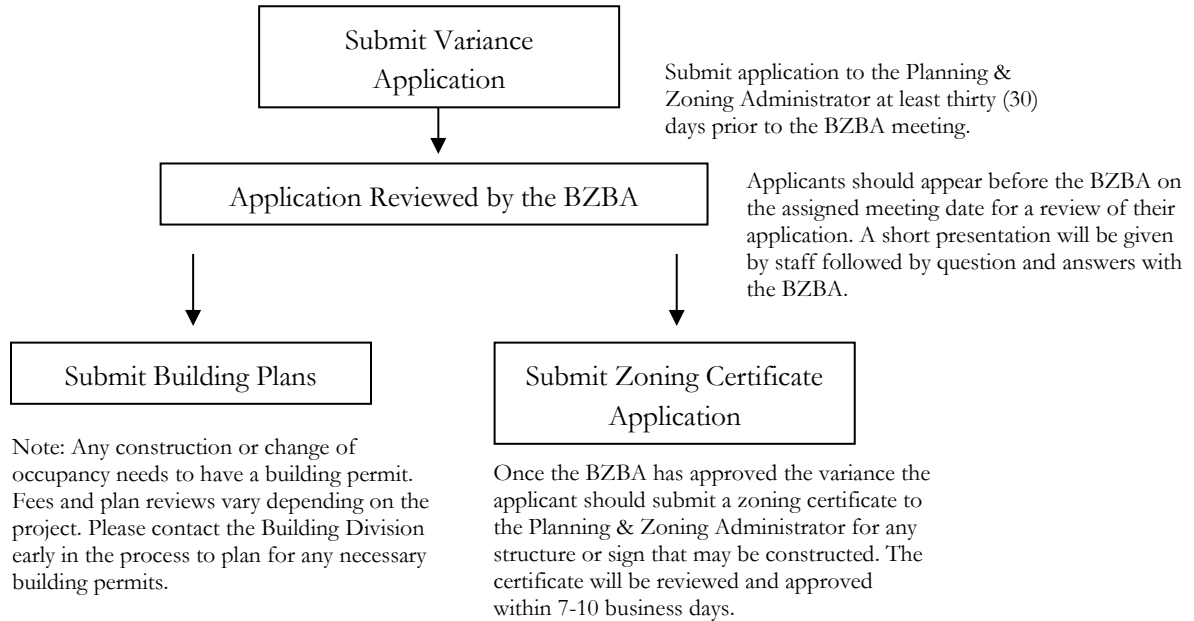 Submit Variance
Application
Submit application to the Planning &
Zoning Administrator at least thirty (30)
days prior to the BZBA meeting.
Application Reviewed by the BZBA
Applicants should appear before the BZBA on
the assigned meeting date for a review of their
application. A short presentation will be given
by staff followed by question and answers with
the BZBA.
Submit Building Plans
Note: Any construction or change of
occupancy needs to have a building permit.
Fees and plan reviews vary depending on the
project. Please contact the Building Division
early in the process to plan for any necessary
building permits.
Submit Zoning Certificate
Application
Once the BZBA has approved the variance the
applicant should submit a zoning certificate to
the Planning & Zoning Administrator for any
structure or sign that may be constructed. The
certificate will be reviewed and approved
within 7-10 business days.